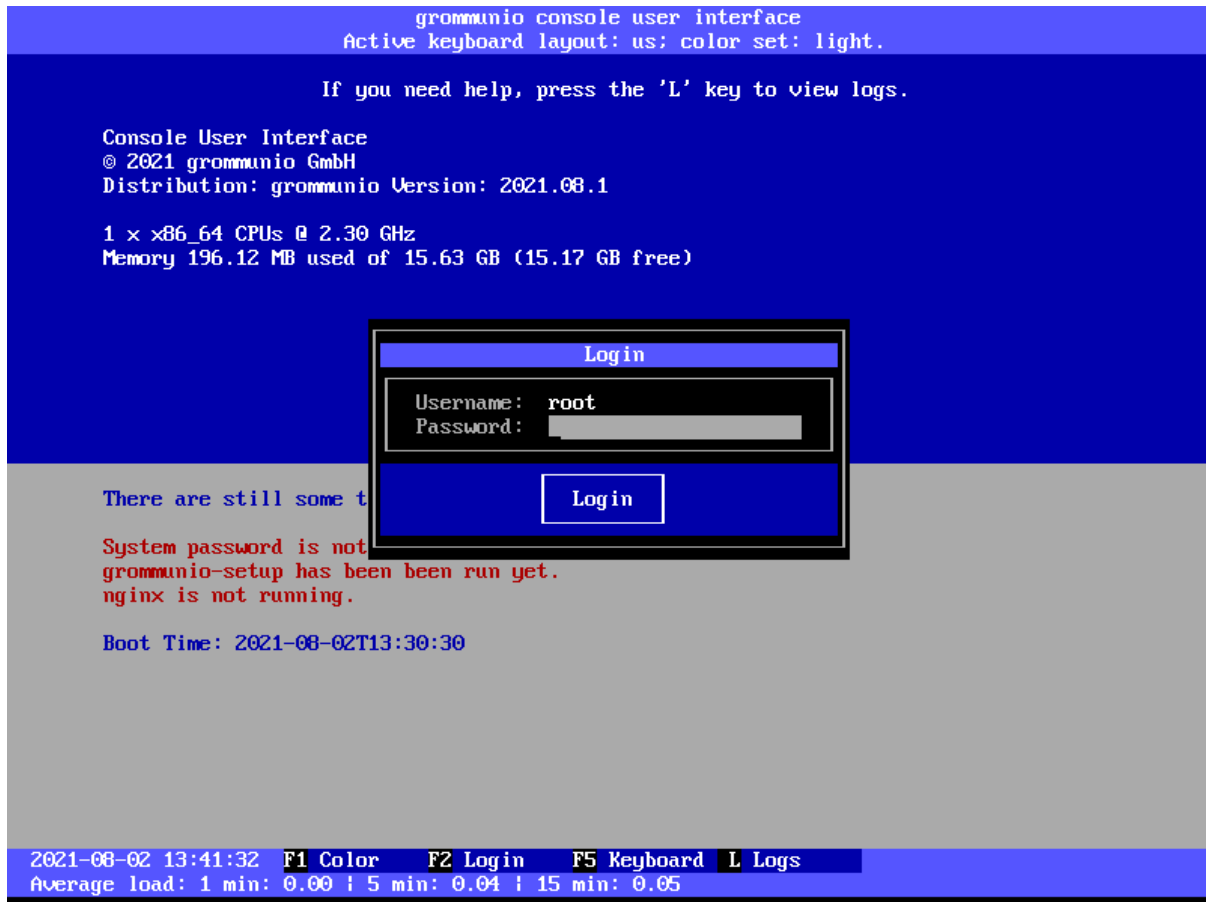 grommunio console user interface
Active keyboard layout: us; color set: light.
If you need help, press the 'L' key to view logs.
Console User Interface
© 2021 grommunio GmbH
Distribution: grommunio Version: 2021.08.1
1 x x86_64 CPUs @ 2.30 GHz
Memory 196.12 MB used of 15.63 GB (15.17 GB free)
Login
Username: root
Password:
Login
There are still some t
System password is not
grommunio-setup has been been run yet.
nginx is not running.
Boot Time: 2021-08-02T13:30:30
2021-08-02 13:41:32 F1 Color F2 Login F5 Keyboard L Logs
Average load: 1 min: 0.00 ¦ 5 min: 0.04 ¦ 15 min: 0.05